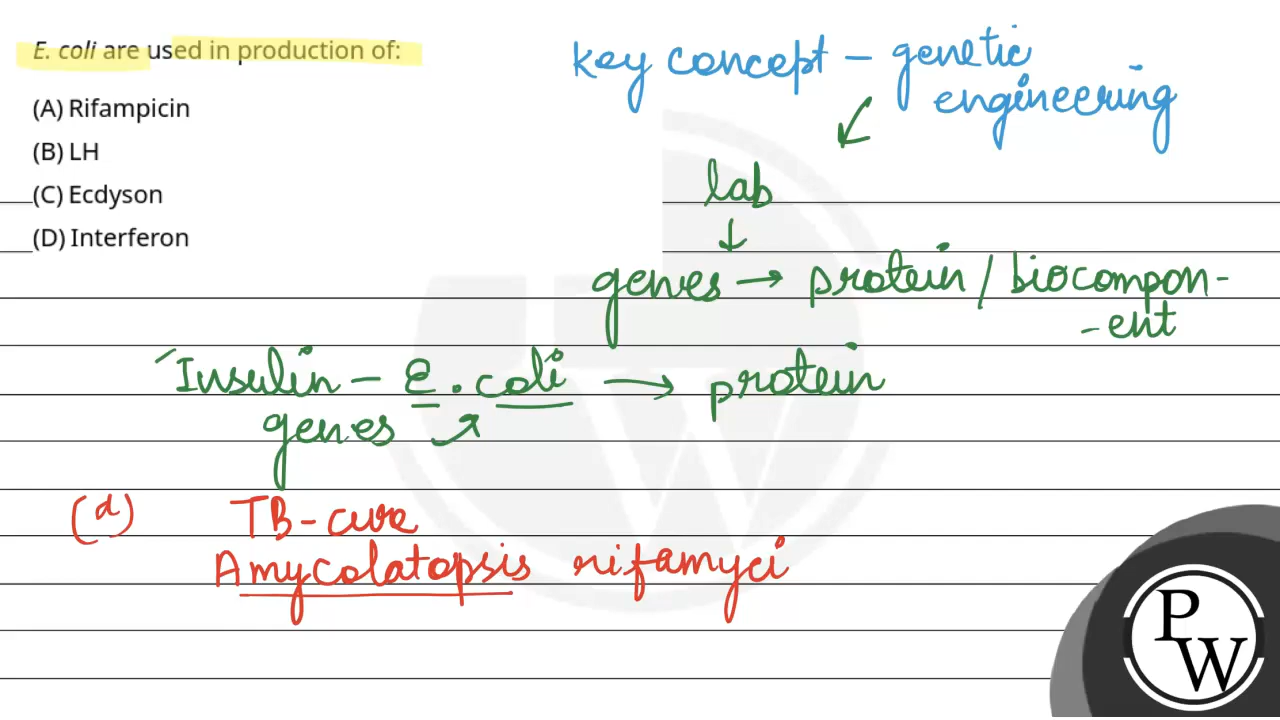 E. coli are used in production of:
(A) Rifampicin
(B) LH
(C) Ecdyson
(D) Interferon
key concept – genetic
engineering
lab
genes → protein / biocompon-
-ent
Insulin – E. coli → protein
genes
(d) TB - cure
Amycolatopsis rifamyci
PW